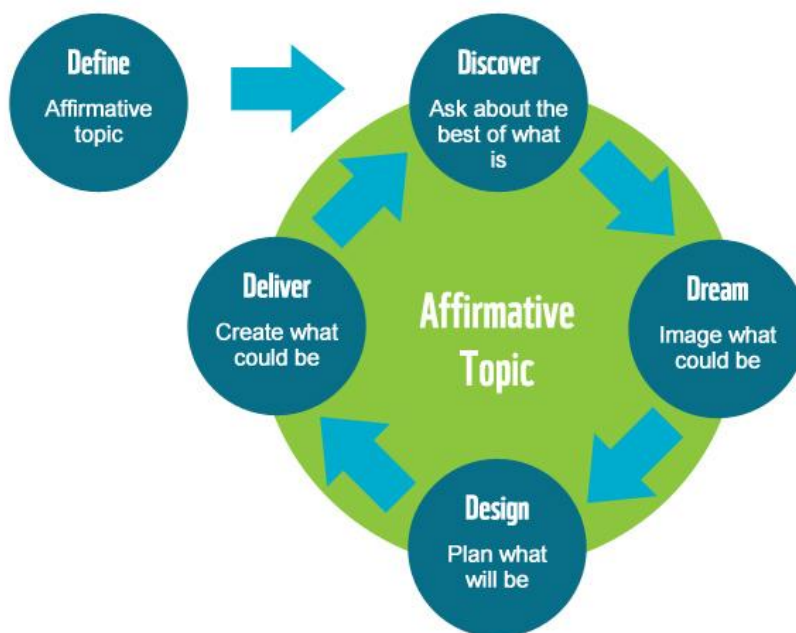 Define
Affirmative
topic
Discover
Ask about the
best of what
is
Dream
Image what
could be
Design
Plan what
will be
Deliver
Create what
could be
Affirmative
Topic